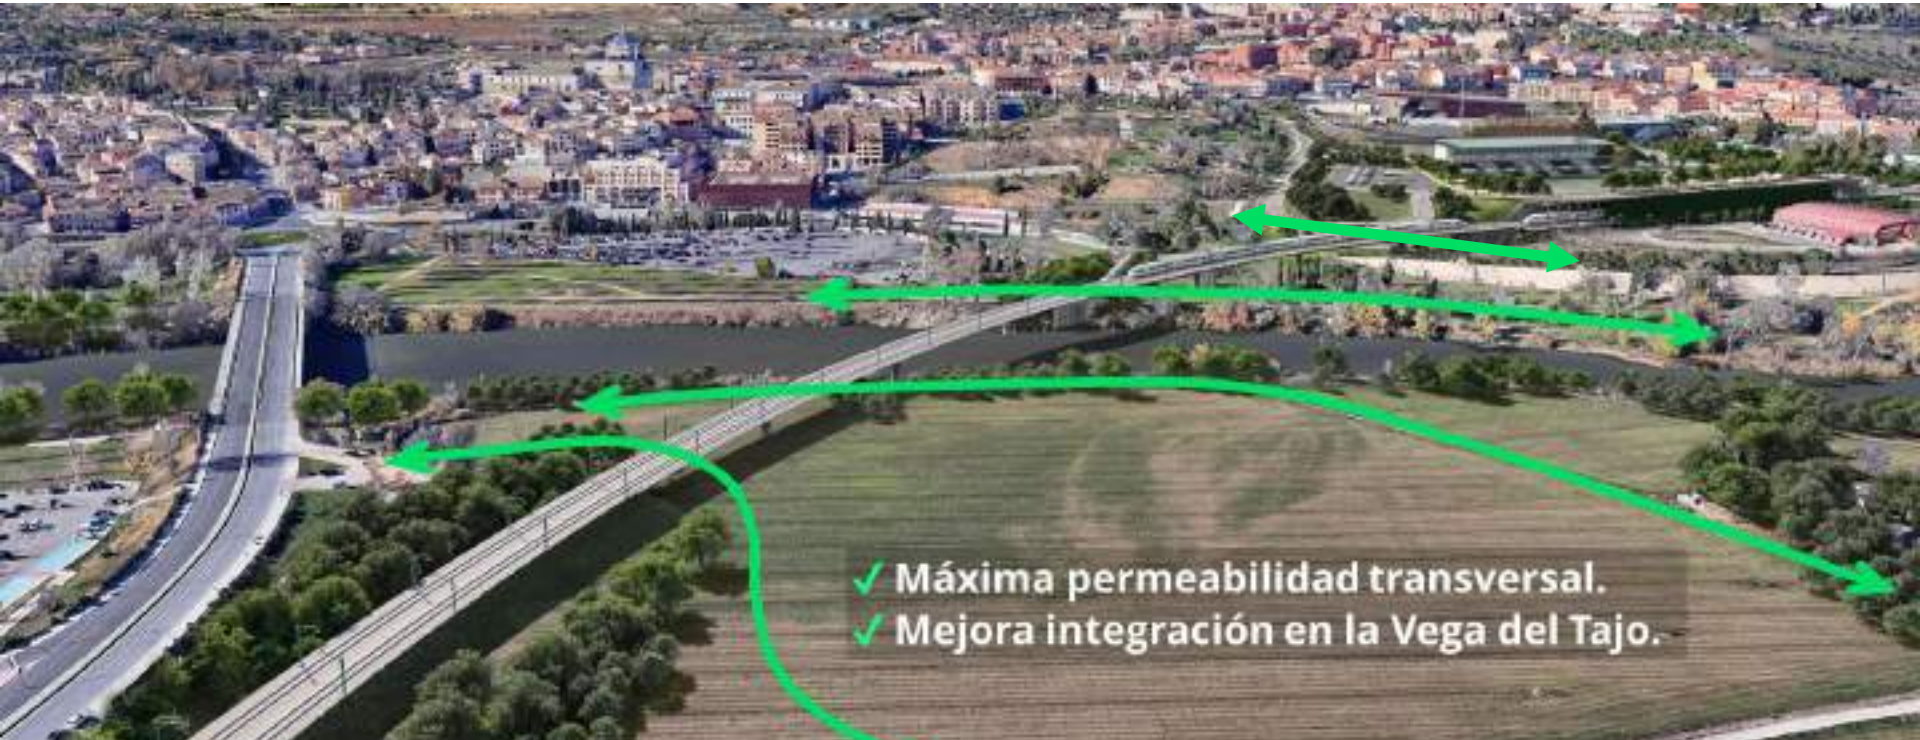 ✓ Máxima permeabilidad transversal.
✓ Mejora integración en la Vega del Tajo.